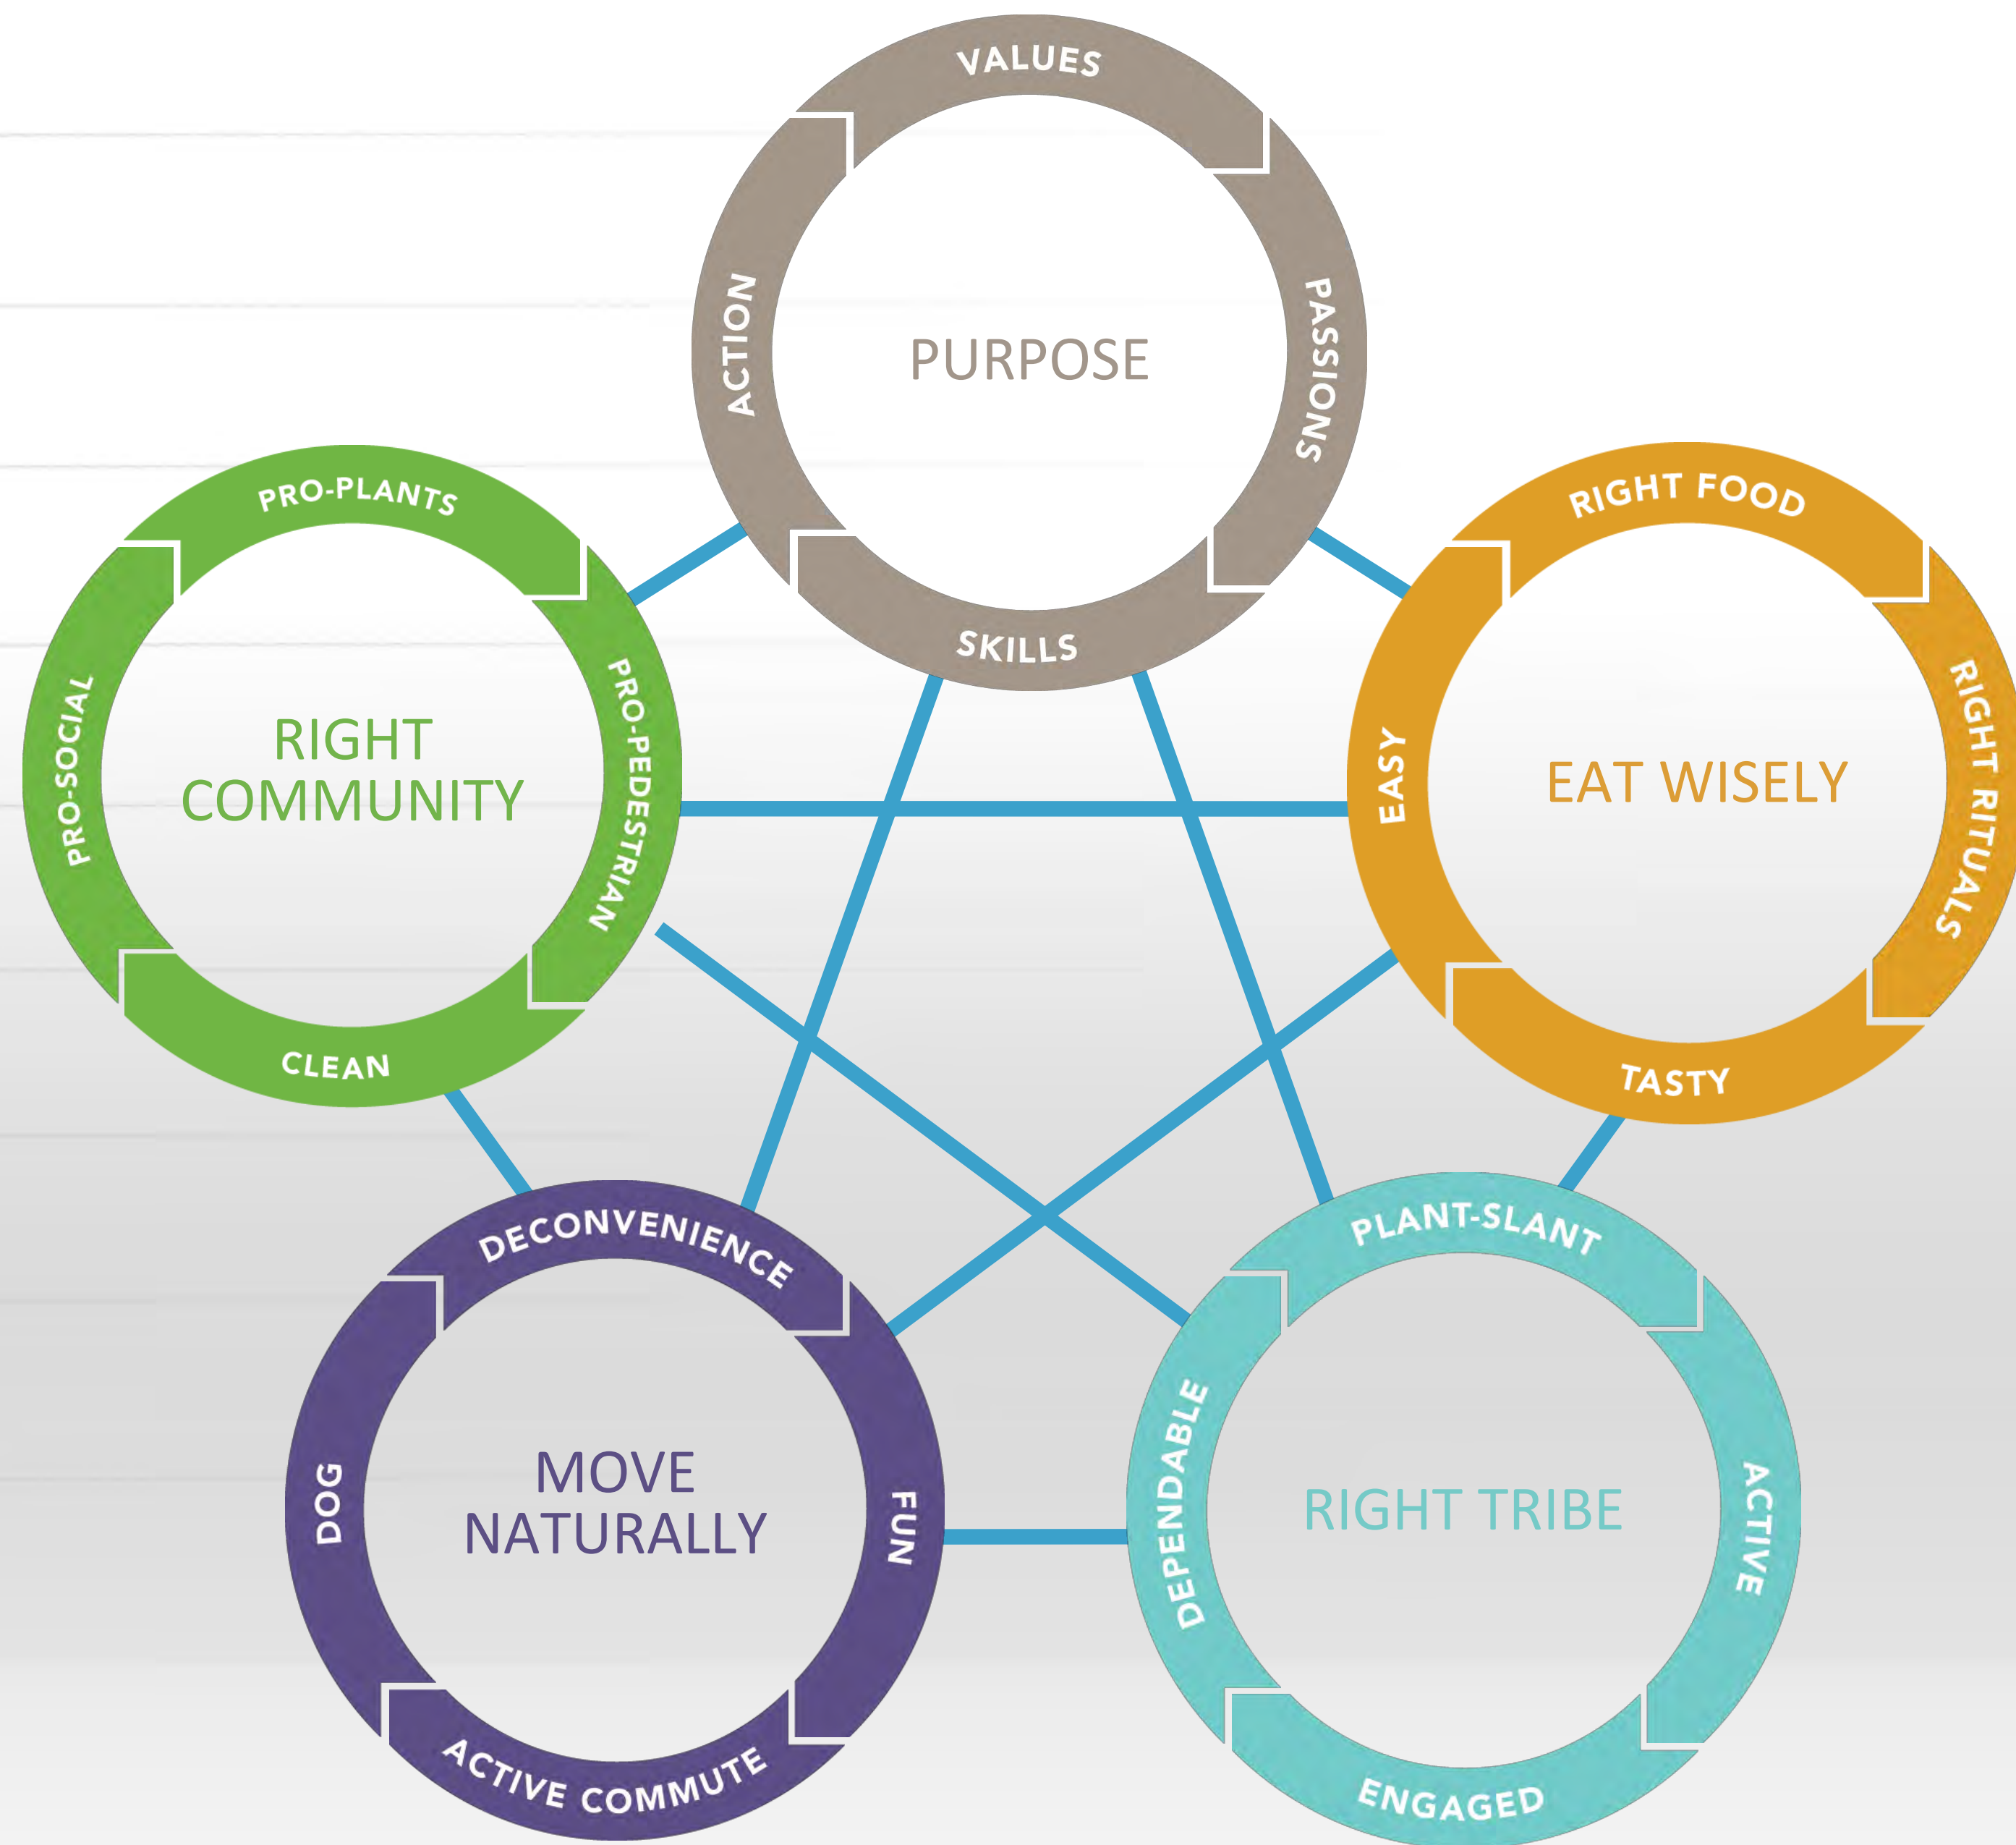 VALUES
PASSIONS
SKILLS
ACTION
PURPOSE
PRO-PLANTS
PRO-PEDESTRIAN
CLEAN
PRO-SOCIAL
RIGHT
COMMUNITY
RIGHT FOOD
RIGHT RITUALS
TASTY
EASY
EAT WISELY
DECONVENIENCE
FUN
ACTIVE COMMUTE
DOG
MOVE
NATURALLY
PLANT-SLANT
ACTIVE
ENGAGED
DEPENDABLE
RIGHT TRIBE